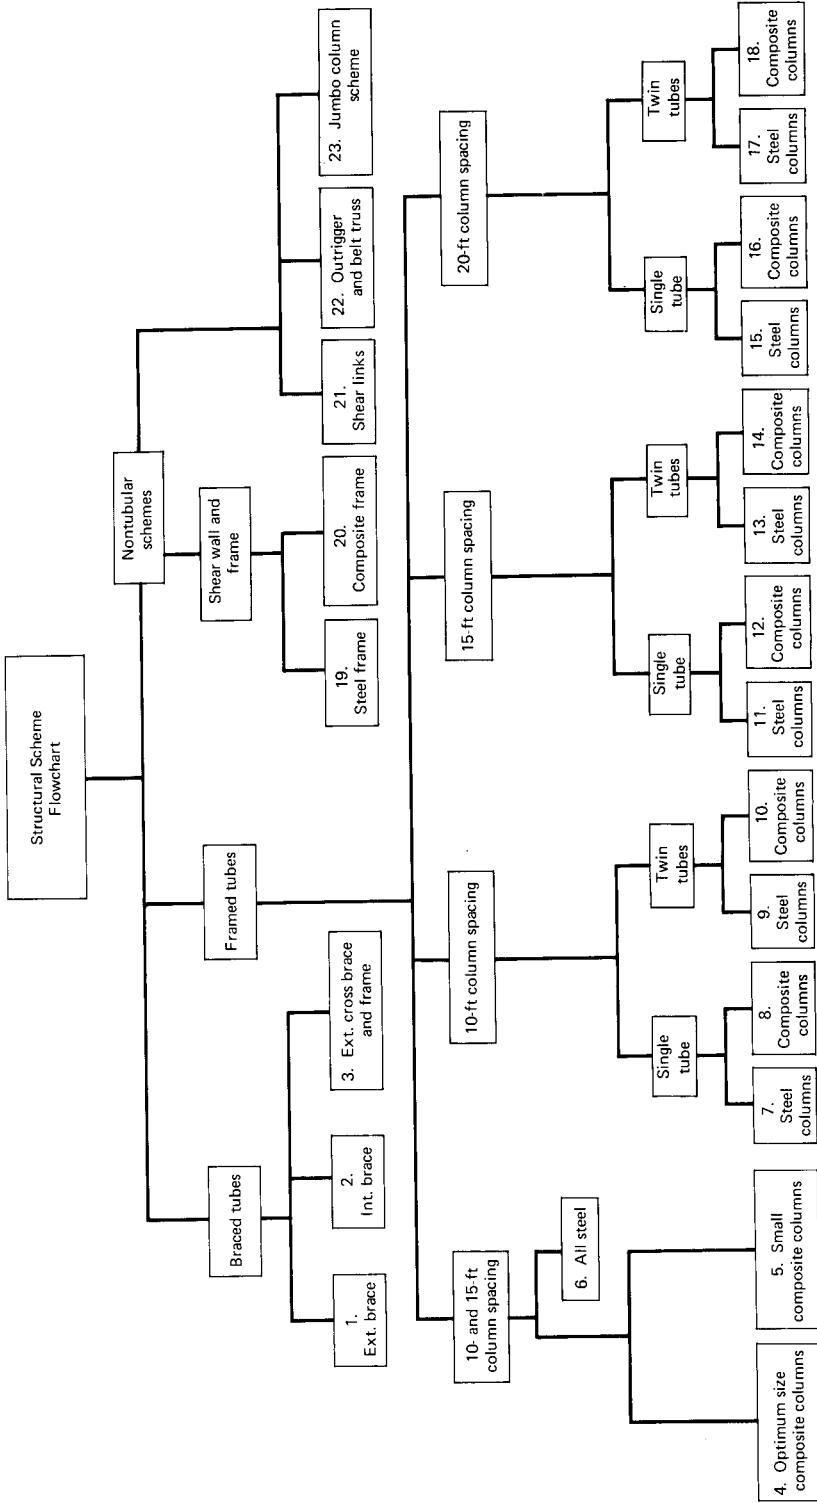 Structural Scheme
Flowchart
Braced tubes
Framed tubes
Nontubular
schemes
1.
Ext. brace
2.
Int. brace
3. Ext. cross brace
and frame
Shear wall and
frame
19.
Steel frame
20.
Composite frame
21.
Shear links
22. Outrigger
and belt truss
23. Jumbo column
scheme
10- and 15-ft
column spacing
10-ft column spacing
15-ft column spacing
20-ft column spacing
6. All steel
4. Optimum size
composite columns
5. Small
composite columns
Single
tube
Twin
tubes
7.
Steel
columns
8.
Composite
columns
9.
Steel
columns
10.
Composite
columns
Single
tube
Twin
tubes
11.
Steel
columns
12.
Composite
columns
13.
Steel
columns
14.
Composite
columns
Single
tube
Twin
tubes
15.
Steel
columns
16.
Composite
columns
17.
Steel
columns
18.
Composite
columns